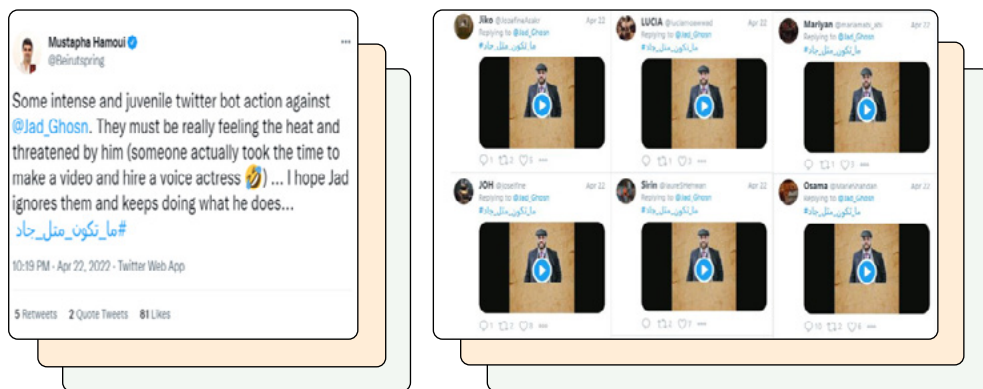 Mustapha Hamoui
@Beirutspring
Some intense and juvenile twitter bot action against
@Jad_Ghosn. They must be really feeling the heat and
threatened by him (someone actually took the time to
make a video and hire a voice actress 🤣) ... I hope Jad
ignores them and keeps doing what he does...
#ما_تكون_متل_جاد
10:19 PM · Apr 22, 2022 · Twitter Web App
5 Retweets 2 Quote Tweets 81 Likes
Jiko Apr 22
Replying to @Jad_Ghosn
#ما_تكون_متل_جاد
LUCIA Apr 22
Replying to @Jad_Ghosn
#ما_تكون_متل_جاد
Mariyan Apr 22
Replying to @Jad_Ghosn
#ما_تكون_متل_جاد
JOH Apr 22
Replying to @Jad_Ghosn
#ما_تكون_متل_جاد
Sirin Apr 22
Replying to @Jad_Ghosn
#ما_تكون_متل_جاد
Osama Apr 22
Replying to @Jad_Ghosn
#ما_تكون_متل_جاد